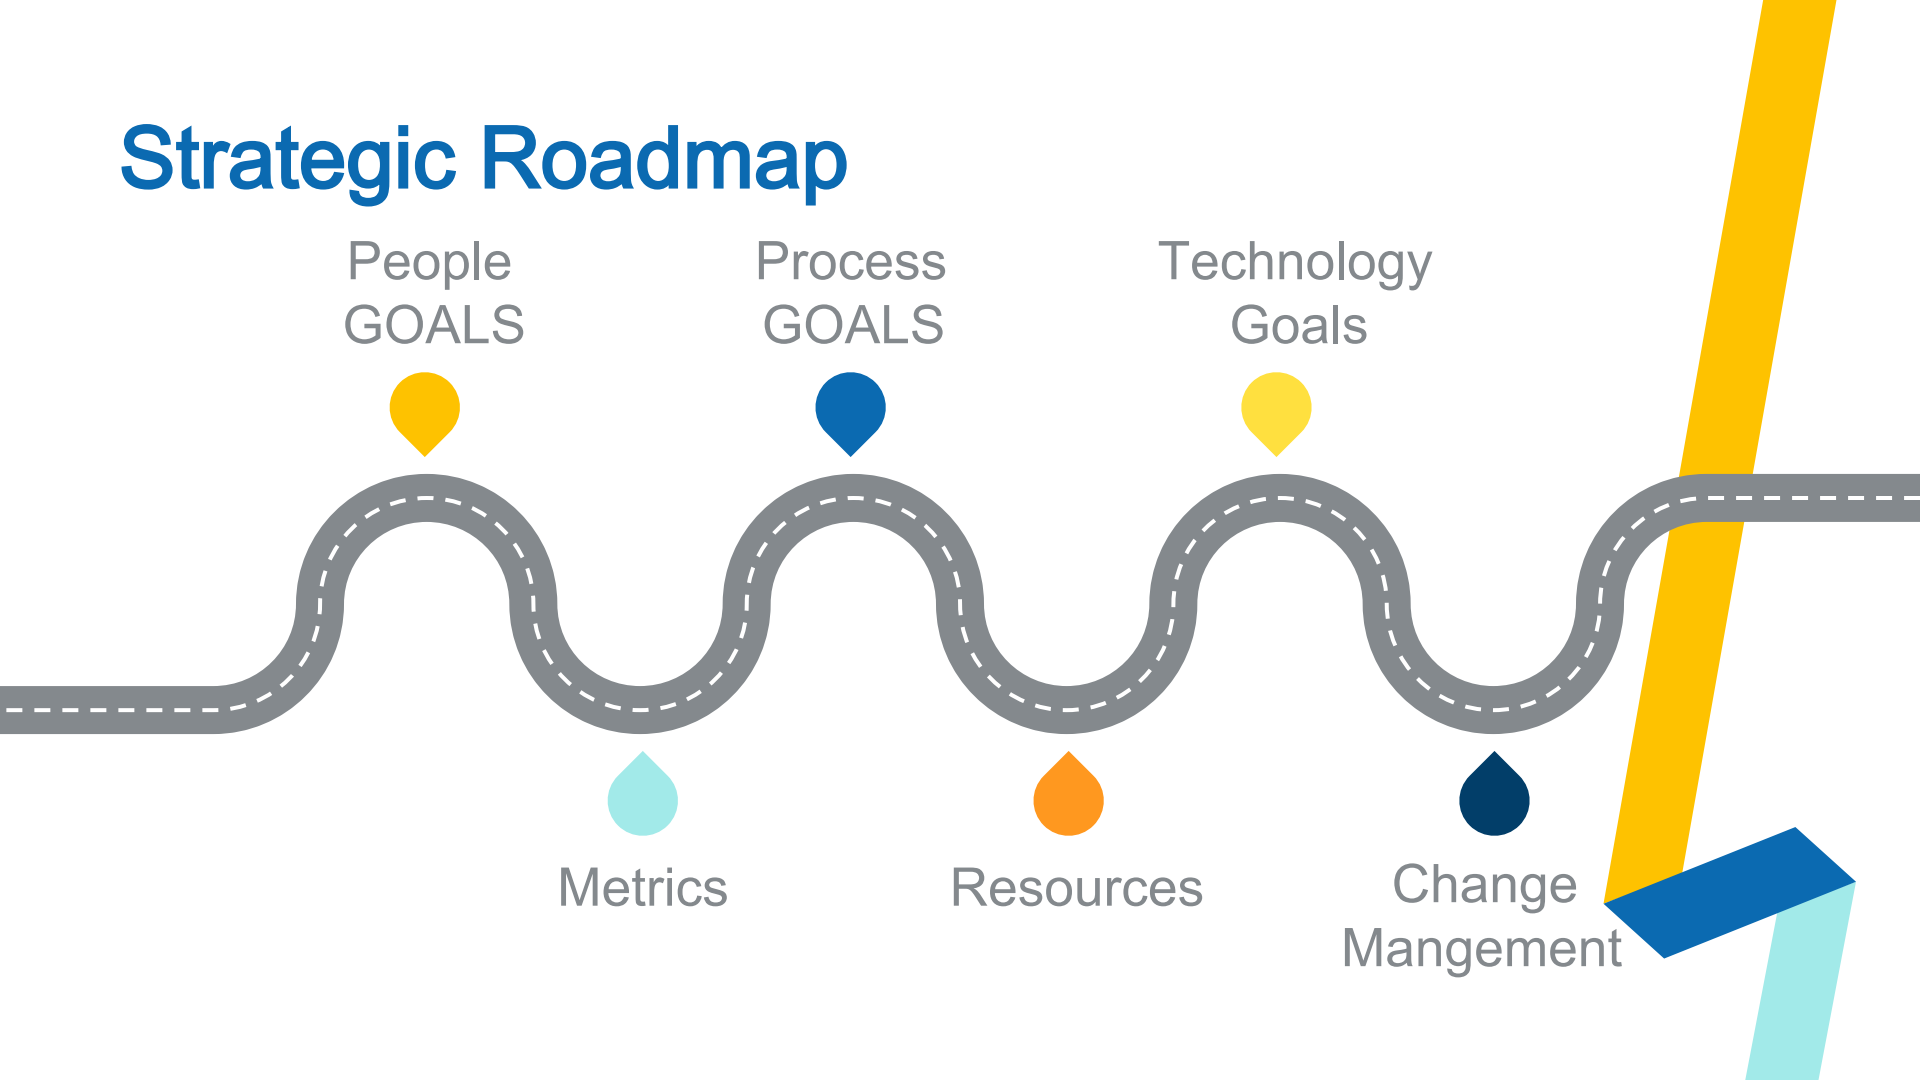 Strategic Roadmap
People
GOALS
Process
GOALS
Technology
Goals
Metrics
Resources
Change
Mangement